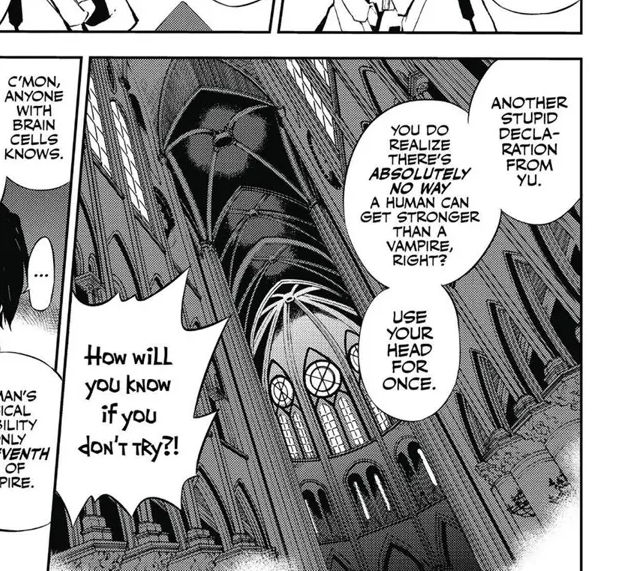 ANOTHER
STUPID
DECLA-
RATION
FROM
YU.
YOU DO
REALIZE
THERE'S
ABSOLUTELY
NO WAY
A HUMAN CAN
GET STRONGER
THAN A
VAMPIRE,
RIGHT?
USE
YOUR
HEAD
FOR
ONCE.
How will
you know
if you
don't try?!
C'MON,
ANYONE
WITH
BRAIN
CELLS
KNOWS.
...
MAN'S
ICAL
BILITY
NLY
VENTH
OF
PIRE.